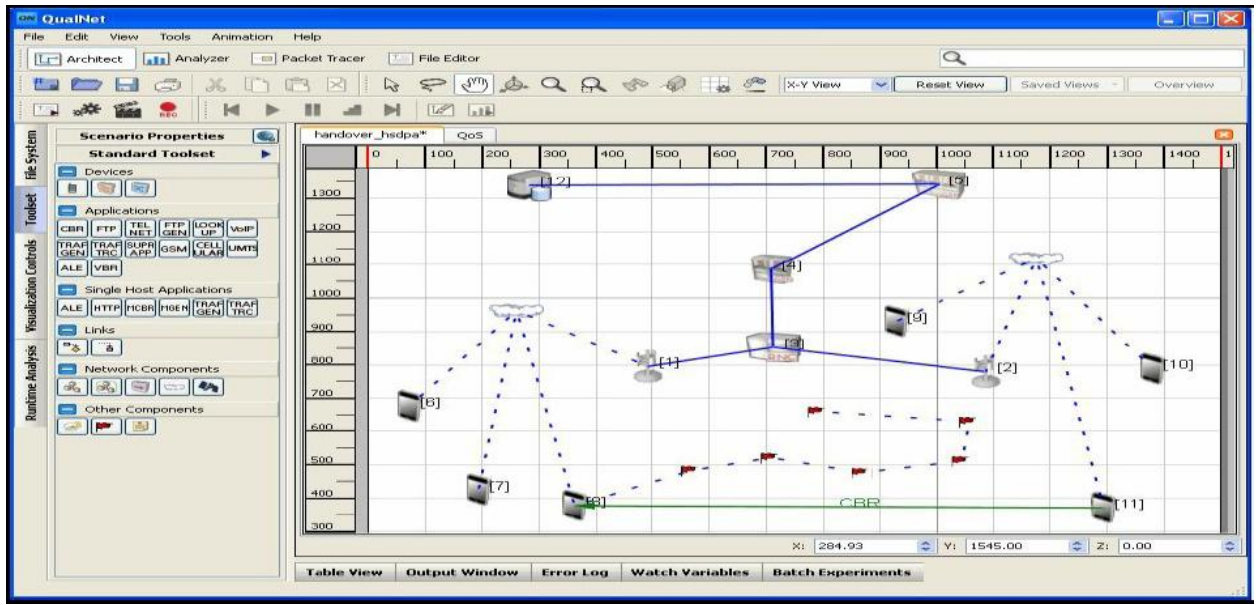 QualNet
File Edit View Tools Animation Help
Architect Analyzer Packet Tracer File Editor
X-Y View Reset View Saved Views Overview
REC
File System
Toolset
Visualization Controls
Runtime Analysis
Scenario Properties
Standard Toolset
Devices
Applications
CBR FTP TEL NET FTP GEN LOOK UP VoIP
TRAF GEN TRAF TRC SUPR APP GSM CELL ULAR UMTS
ALE VBR
Single Host Applications
ALE HTTP MCBR MGEN TRAF GEN TRAF TRC
Links
Network Components
Other Components
handover_hsdpa* QoS
0 100 200 300 400 500 600 700 800 900 1000 1100 1200 1300 1400 1
1300
1200
1100
1000
900
800
700
600
500
400
300
[12] [5]
[4]
[9]
[3]
RNC
[1] [2] [10]
[6]
[7]
[8] CBR [11]
X: 284.93 Y: 1545.00 Z: 0.00
Table View Output Window Error Log Watch Variables Batch Experiments